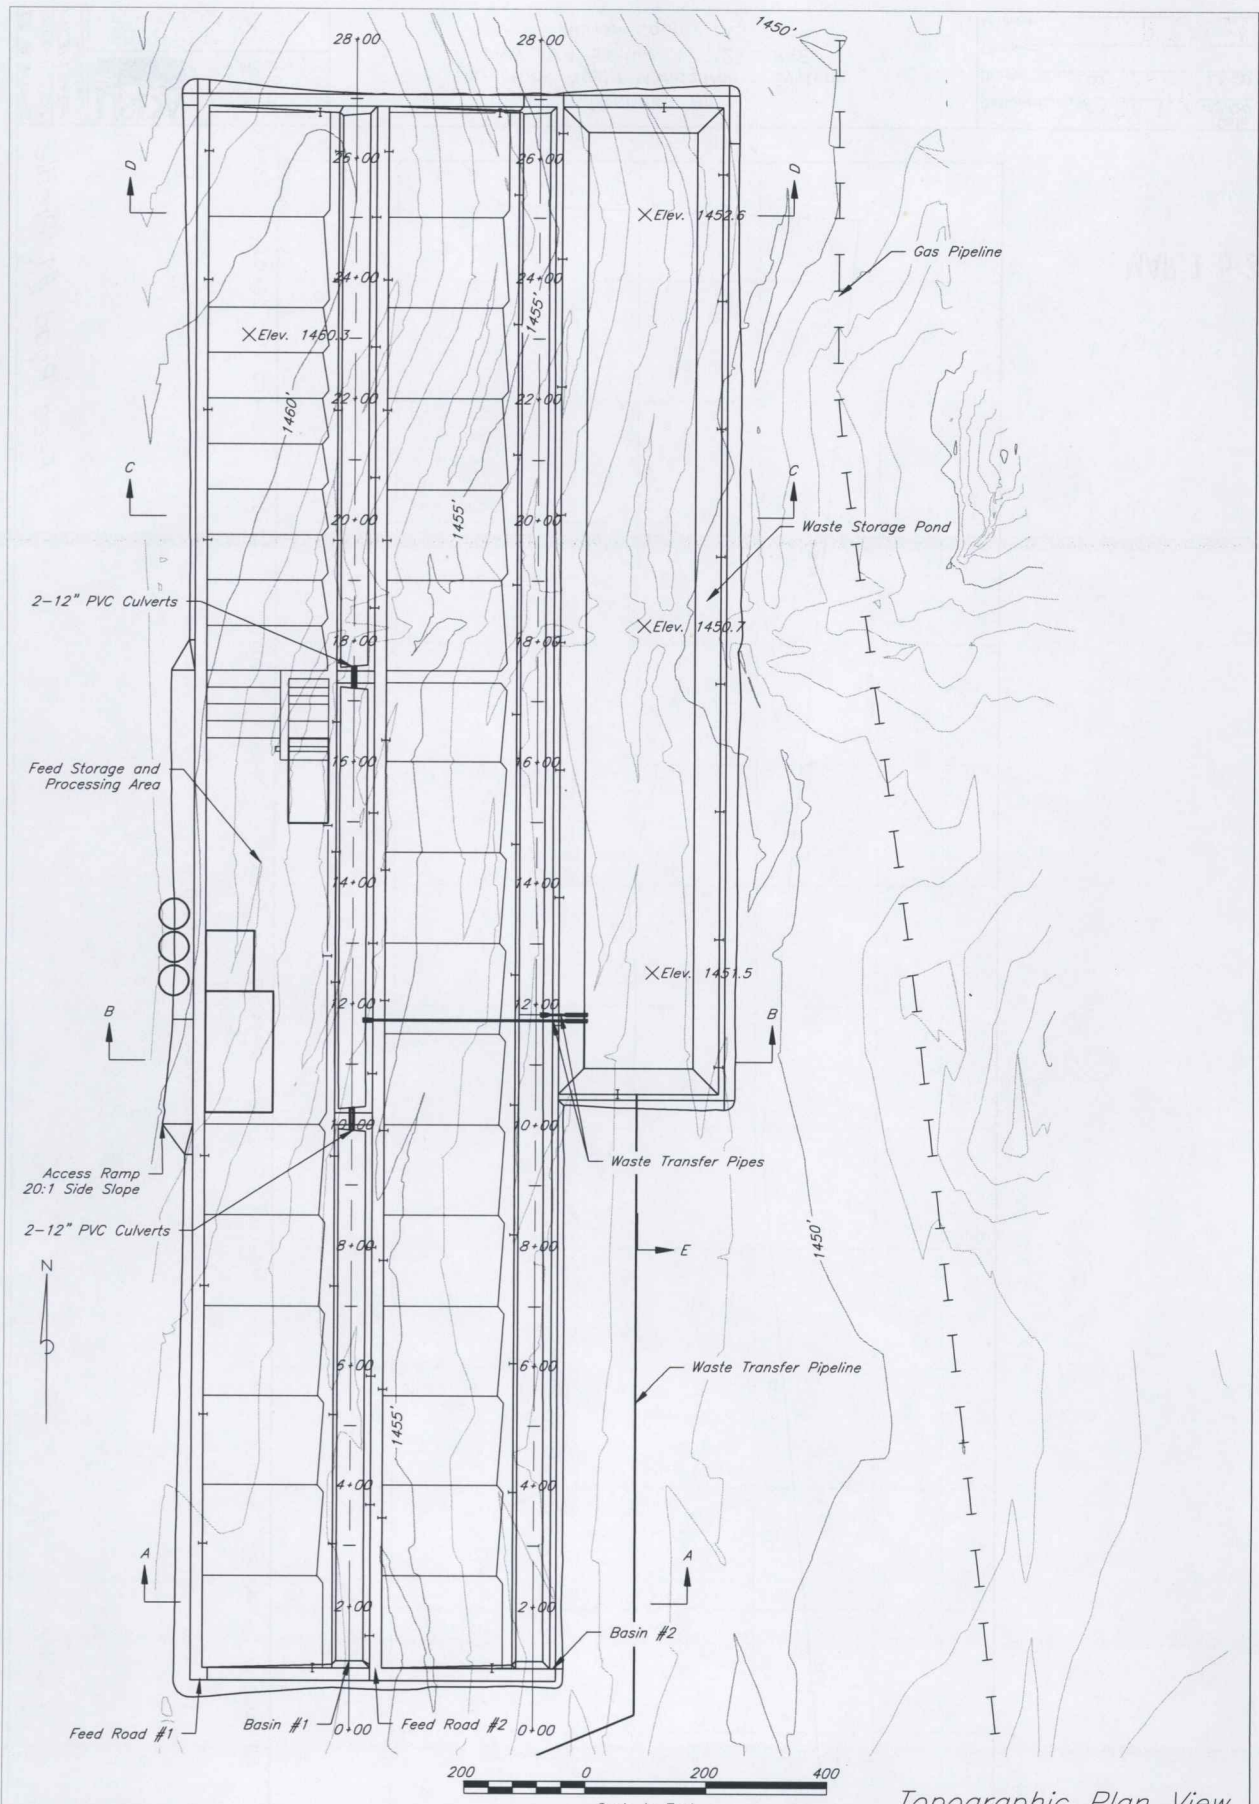 1450'
28+00
28+00
D
D
26+00
26+00
Elev. 1452.6
Gas Pipeline
24+00
24+00
1455'
Elev. 1460.3
22+00
22+00
1460'
C
C
20+00
20+00
1455'
Waste Storage Pond
2-12" PVC Culverts
Elev. 1450.7
18+00
18+00
16+00
16+00
Feed Storage and
Processing Area
14+00
14+00
Elev. 1451.5
12+00
12+00
B
B
10+00
10+00
Waste Transfer Pipes
Access Ramp
20:1 Side Slope
2-12" PVC Culverts
8+00
8+00
E
1450'
N
6+00
6+00
Waste Transfer Pipeline
1455'
4+00
4+00
A
A
2+00
2+00
Basin #2
Feed Road #1
Basin #1
0+00
Feed Road #2
0+00
200
0
200
400
Topographic Plan View